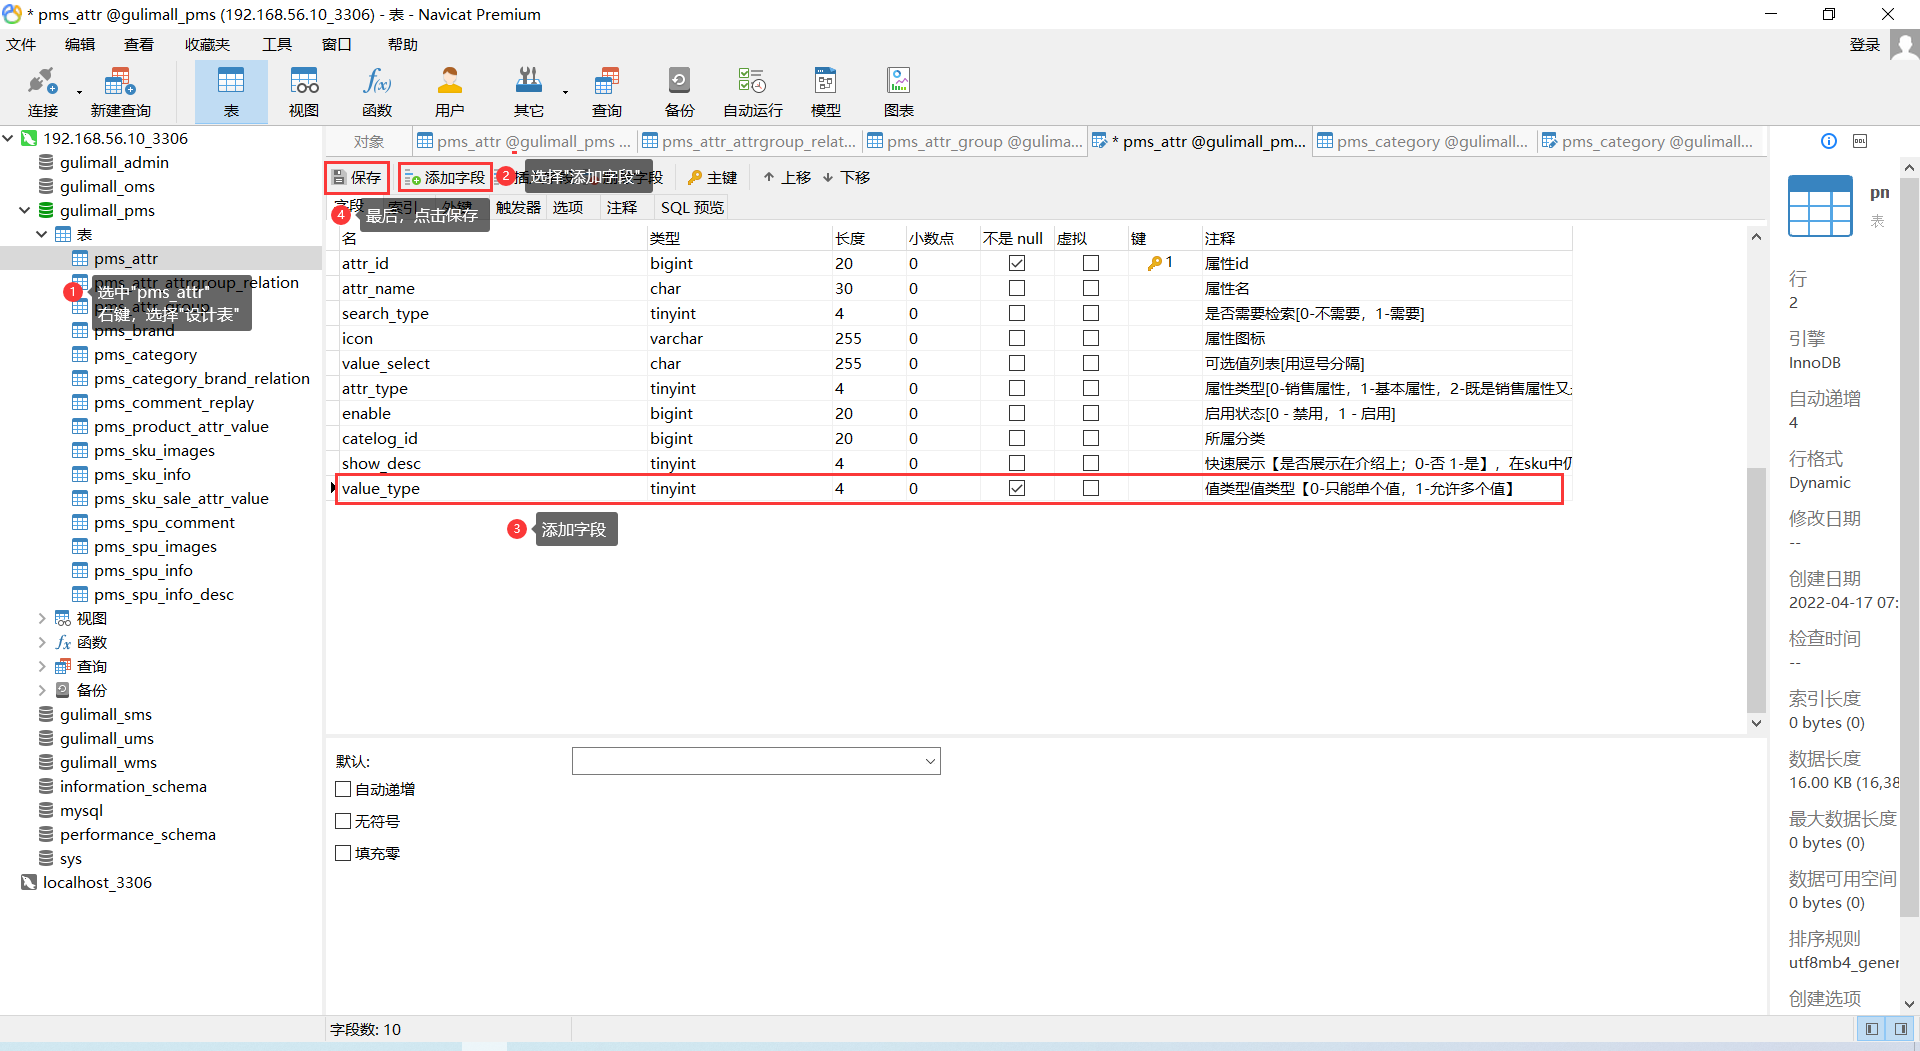 * pms_attr @gulimall_pms (192.168.56.10_3306) - 表 - Navicat Premium
文件 编辑 查看 收藏夹 工具 窗口 帮助
登录
连接 新建查询 表 视图 函数 用户 其它 查询 备份 自动运行 模型 图表
192.168.56.10_3306
gulimall_admin
gulimall_oms
gulimall_pms
表
pms_attr
pms_attr_attrgroup_relation
pms_attr_group
pms_brand
pms_category
pms_category_brand_relation
pms_comment_replay
pms_product_attr_value
pms_sku_images
pms_sku_info
pms_sku_sale_attr_value
pms_spu_comment
pms_spu_images
pms_spu_info
pms_spu_info_desc
视图
函数
查询
备份
gulimall_sms
gulimall_ums
gulimall_wms
information_schema
mysql
performance_schema
sys
localhost_3306
1 选中"pms_attr"
右键，选择"设计表"
对象 pms_attr @gulimall_pms ... pms_attr_attrgroup_relat... pms_attr_group @gulima... * pms_attr @gulimall_pm... pms_category @gulimall... pms_category @gulimall...
保存 添加字段 2 选择"添加字段" 字段 主键 上移 下移
字段 索引 外键 触发器 选项 注释 SQL 预览
4 最后，点击保存
名 类型 长度 小数点 不是 null 虚拟 键 注释
attr_id bigint 20 0 1 属性id
attr_name char 30 0 属性名
search_type tinyint 4 0 是否需要检索[0-不需要，1-需要]
icon varchar 255 0 属性图标
value_select char 255 0 可选值列表[用逗号分隔]
attr_type tinyint 4 0 属性类型[0-销售属性，1-基本属性，2-既是销售属性又
enable bigint 20 0 启用状态[0 - 禁用，1 - 启用]
catelog_id bigint 20 0 所属分类
show_desc tinyint 4 0 快速展示【是否展示在介绍上；0-否 1-是】，在sku中
value_type tinyint 4 0 值类型值类型【0-只能单个值，1-允许多个值】
3 添加字段
默认:
自动递增
无符号
填充零
字段数: 10
pn
表
行
2
引擎
InnoDB
自动递增
4
行格式
Dynamic
修改日期
--
创建日期
2022-04-17 07:
检查时间
--
索引长度
0 bytes (0)
数据长度
16.00 KB (16,38
最大数据长度
0 bytes (0)
数据可用空间
0 bytes (0)
排序规则
utf8mb4_gener
创建选项